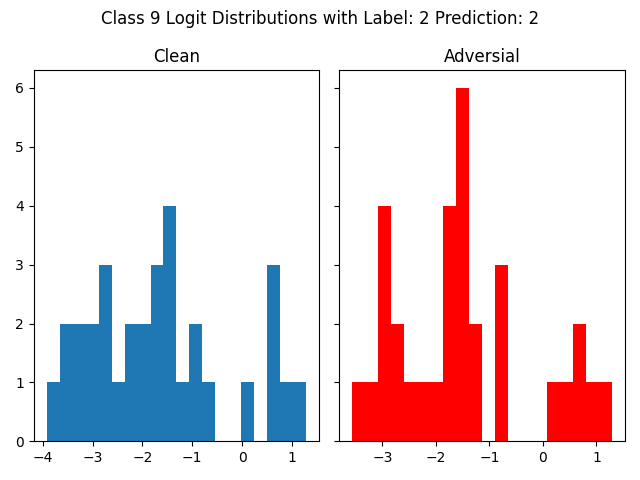 Class 9 Logit Distributions with Label: 2 Prediction: 2
Clean
Adversial
6
5
4
3
2
1
0
−4 −3 −2 −1 0 1
−3 −2 −1 0 1